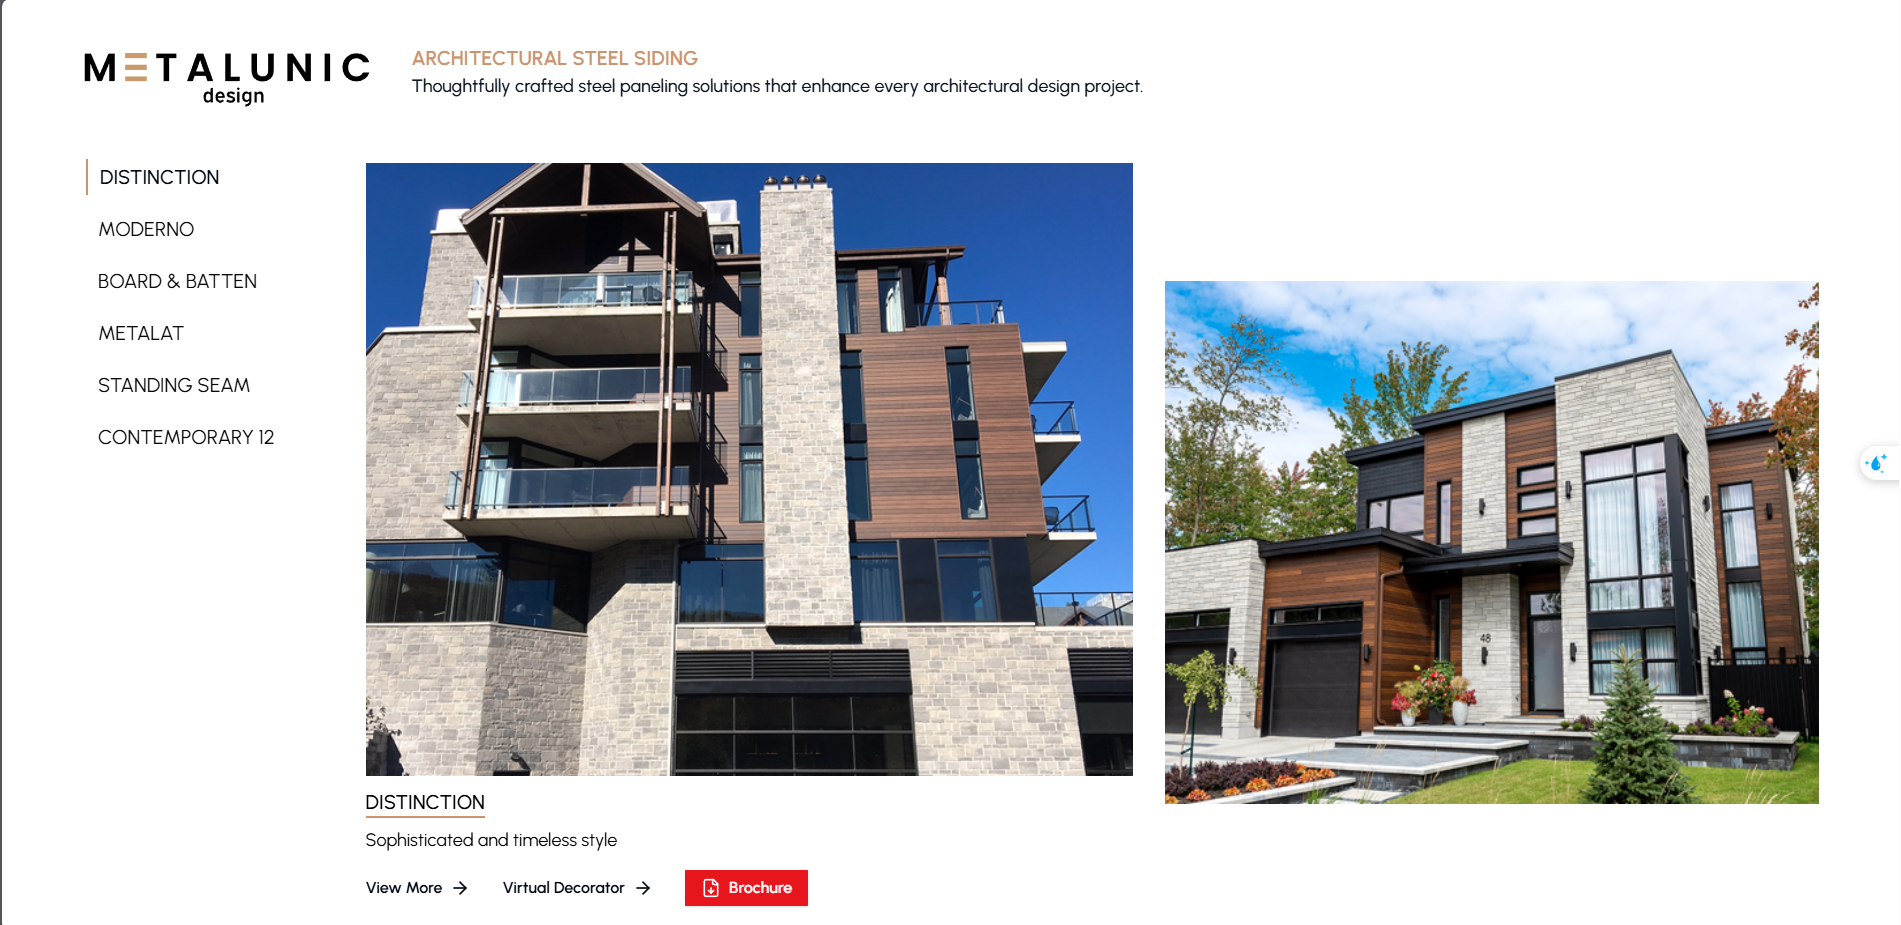 METALUNIC
design
ARCHITECTURAL STEEL SIDING
Thoughtfully crafted steel paneling solutions that enhance every architectural design project.
DISTINCTION
MODERNO
BOARD & BATTEN
METALAT
STANDING SEAM
CONTEMPORARY 12
48
DISTINCTION
Sophisticated and timeless style
View More
Virtual Decorator
Brochure